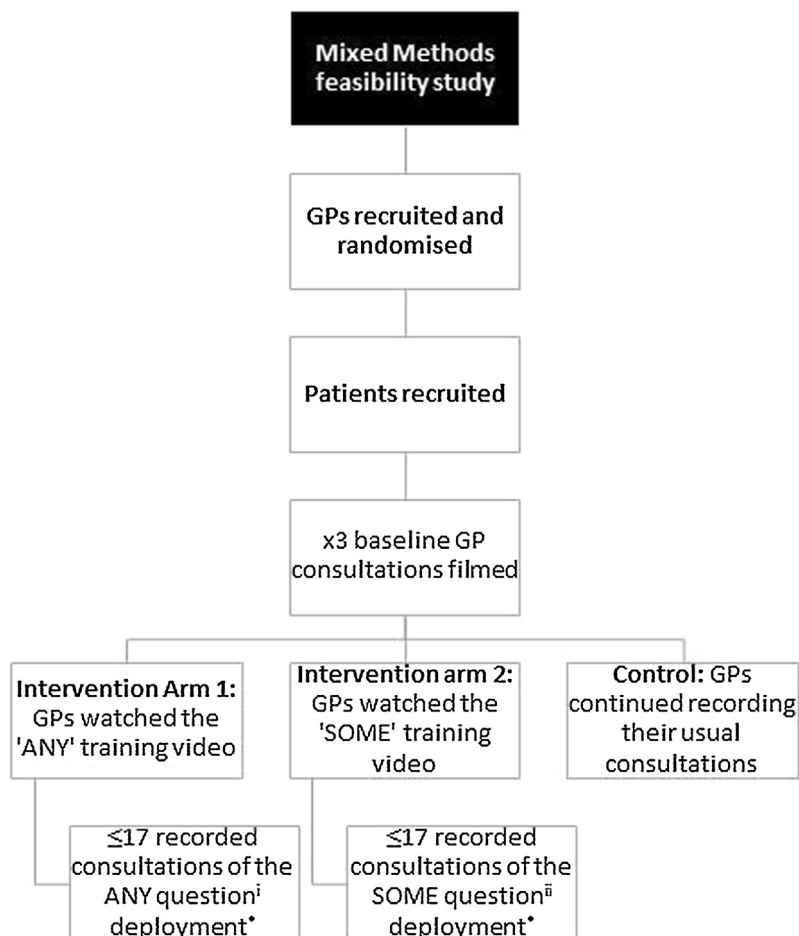 Mixed Methods
feasibility study
GPs recruited and
randomised
Patients recruited
x3 baseline GP
consultations filmed
Intervention Arm 1:
GPs watched the
'ANY' training video
Intervention arm 2:
GPs watched the
'SOME' training
video
Control: GPs
continued recording
their usual
consultations
≤17 recorded
consultations of the
ANY questionⁱ
deployment*
≤17 recorded
consultations of the
SOME questionⁱⁱ
deployment*